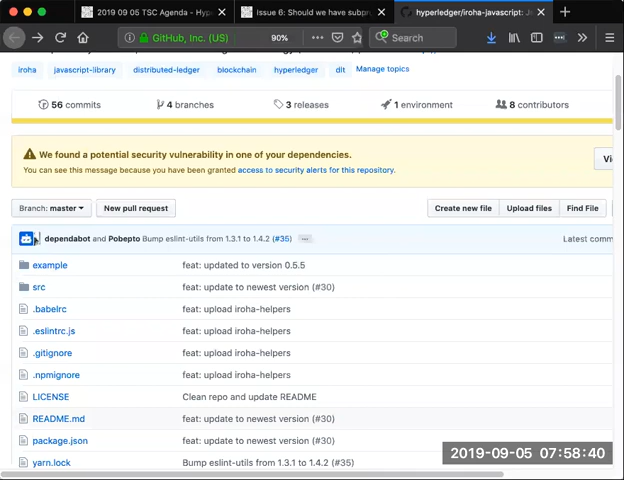 2019 09 05 TSC Agenda - Hype
Issue 6: Should we have subpro
hyperledger/iroha-javascript: Ja
GitHub, Inc. (US)
90%
Search
iroha javascript-library distributed-ledger blockchain hyperledger dlt Manage topics
56 commits 4 branches 3 releases 1 environment 8 contributors
We found a potential security vulnerability in one of your dependencies.
You can see this message because you have been granted access to security alerts for this repository.
Branch: master New pull request Create new file Upload files Find File
dependabot and Pobepto Bump eslint-utils from 1.3.1 to 1.4.2 (#35) ... Latest comm
example feat: updated to version 0.5.5
src feat: update to newest version (#30)
.babelrc feat: upload iroha-helpers
.eslintrc.js feat: upload iroha-helpers
.gitignore feat: upload iroha-helpers
.npmignore feat: upload iroha-helpers
LICENSE Clean repo and update README
README.md feat: update to newest version (#30)
package.json feat: update to newest version (#30)
yarn.lock Bump eslint-utils from 1.3.1 to 1.4.2 (#35)
2019-09-05 07:58:40